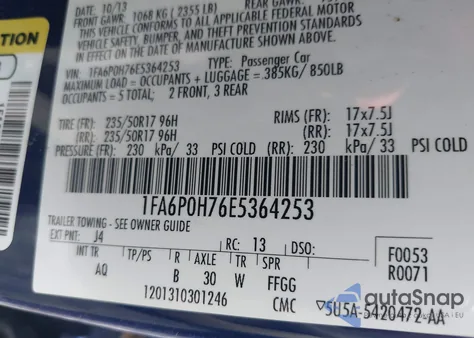 DATE: 10/13
FRONT GAWR: 1068 KG (2355 LB)
REAR GAWR:
THIS VEHICLE CONFORMS TO ALL APPLICABLE FEDERAL MOTOR
VEHICLE SAFETY, BUMPER, AND THEFT PREVENTION STANDARDS IN
EFFECT ON THE DATE OF MANUFACTURE SHOWN ABOVE.
VIN: 1FA6P0H76E5364253 TYPE: Passenger Car
MAXIMUM LOAD = OCCUPANTS + LUGGAGE = 385KG/ 850LB
OCCUPANTS = 5 TOTAL; 2 FRONT, 3 REAR
TIRE (FR): 235/50R17 96H RIMS (FR): 17x7.5J
(RR): 235/50R17 96H (RR): 17x7.5J
PRESSURE (FR): 230 kPa/ 33 PSI COLD (RR): 230 kPa/ 33 PSI COLD
1FA6P0H76E5364253
TRAILER TOWING - SEE OWNER GUIDE
EXT PNT: J4 RC: 13 DSO: F0053
R0071
INT TR TP/PS R AXLE TR SPR
AQ B 30 W FFGG
1201310301246 CMC 5U5A-5420472-AA
autoSnap